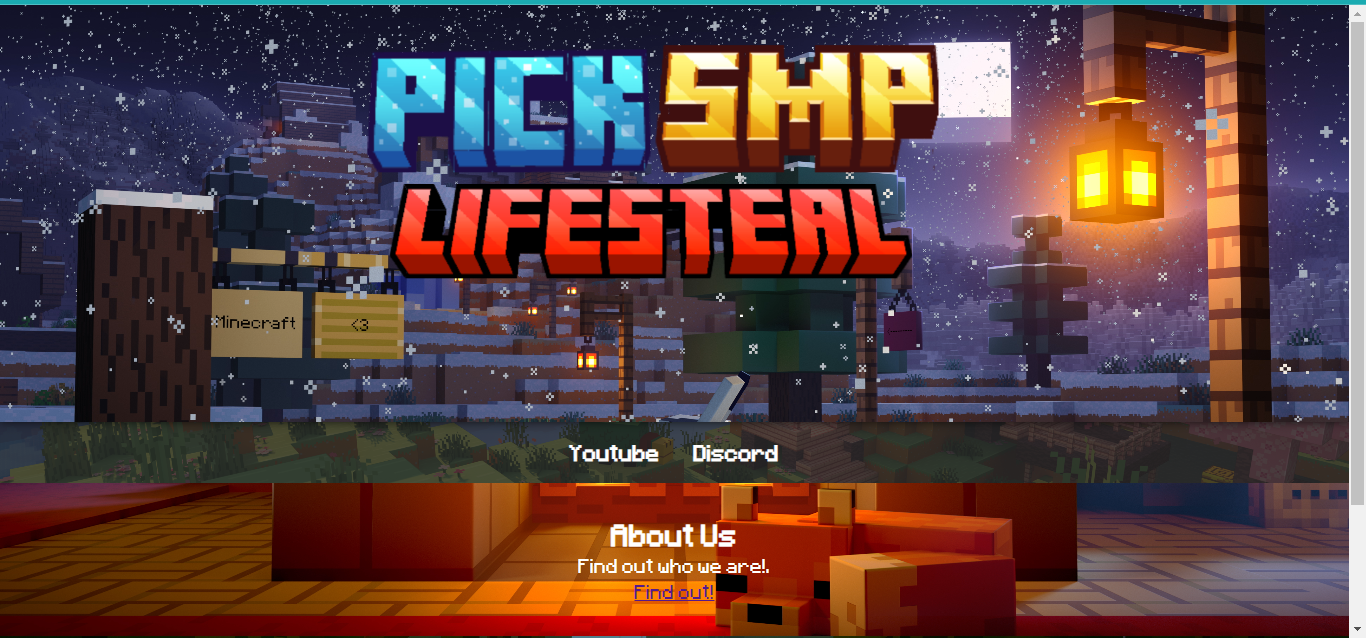 PICK SMP
LIFESTEAL
Minecraft
<3
Youtube Discord
About Us
Find out who we are!.
Find out!